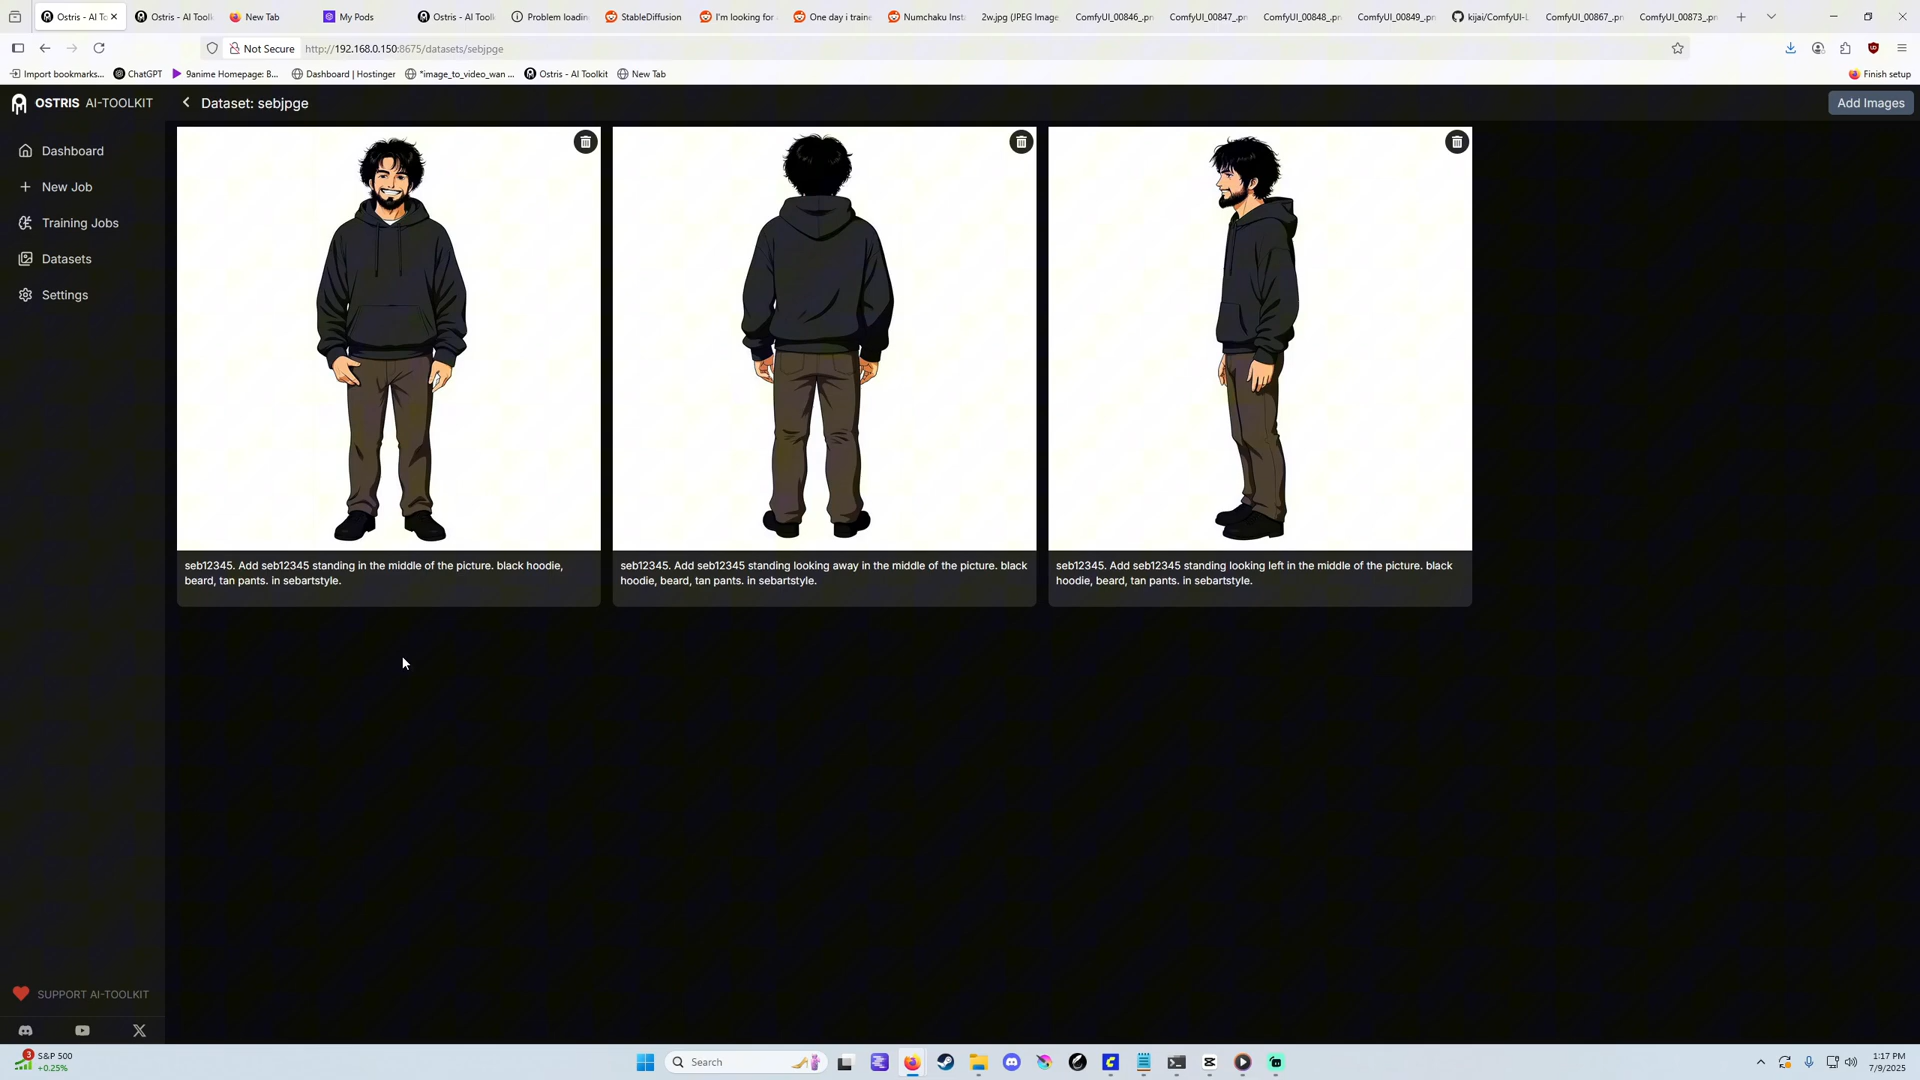 Ostris - AI To
Ostris - AI Toolk
New Tab
My Pods
Ostris - AI Toolk
Problem loadin
StableDiffusion
I'm looking for
One day i traine
Numchaku Inst
2w.jpg (JPEG Image
ComfyUI_00846_.pn
ComfyUI_00847_.pn
ComfyUI_00848_.pn
ComfyUI_00849_.pn
kijai/ComfyUI-L
ComfyUI_00867_.pn
ComfyUI_00873_.pn
Not Secure
http://192.168.0.150:8675/datasets/sebjpge
Import bookmarks...
ChatGPT
9anime Homepage: B...
Dashboard | Hostinger
*image_to_video_wan ...
Ostris - AI Toolkit
New Tab
Finish setup
OSTRIS AI-TOOLKIT
Dataset: sebjpge
Add Images
Dashboard
New Job
Training Jobs
Datasets
Settings
seb12345. Add seb12345 standing in the middle of the picture. black hoodie,
beard, tan pants. in sebartstyle.
seb12345. Add seb12345 standing looking away in the middle of the picture. black
hoodie, beard, tan pants. in sebartstyle.
seb12345. Add seb12345 standing looking left in the middle of the picture. black
hoodie, beard, tan pants. in sebartstyle.
SUPPORT AI-TOOLKIT
3
S&P 500
+0.25%
Search
1:17 PM
7/9/2025